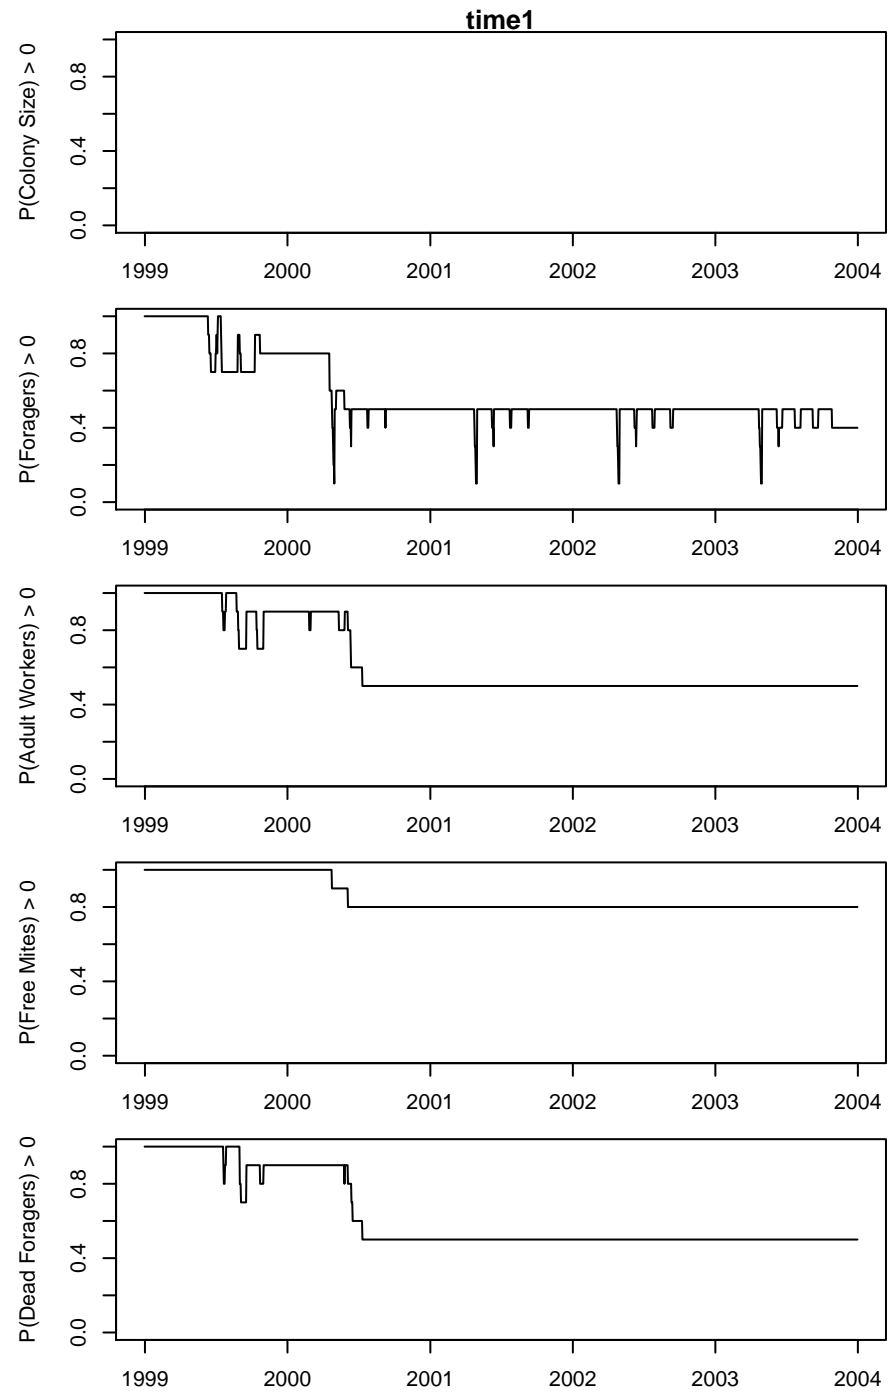 time1
P(Colony Size) > 0
0.0 0.4 0.8
1999 2000 2001 2002 2003 2004
P(Foragers) > 0
0.0 0.4 0.8
1999 2000 2001 2002 2003 2004
P(Adult Workers) > 0
0.0 0.4 0.8
1999 2000 2001 2002 2003 2004
P(Free Mites) > 0
0.0 0.4 0.8
1999 2000 2001 2002 2003 2004
P(Dead Foragers) > 0
0.0 0.4 0.8
1999 2000 2001 2002 2003 2004